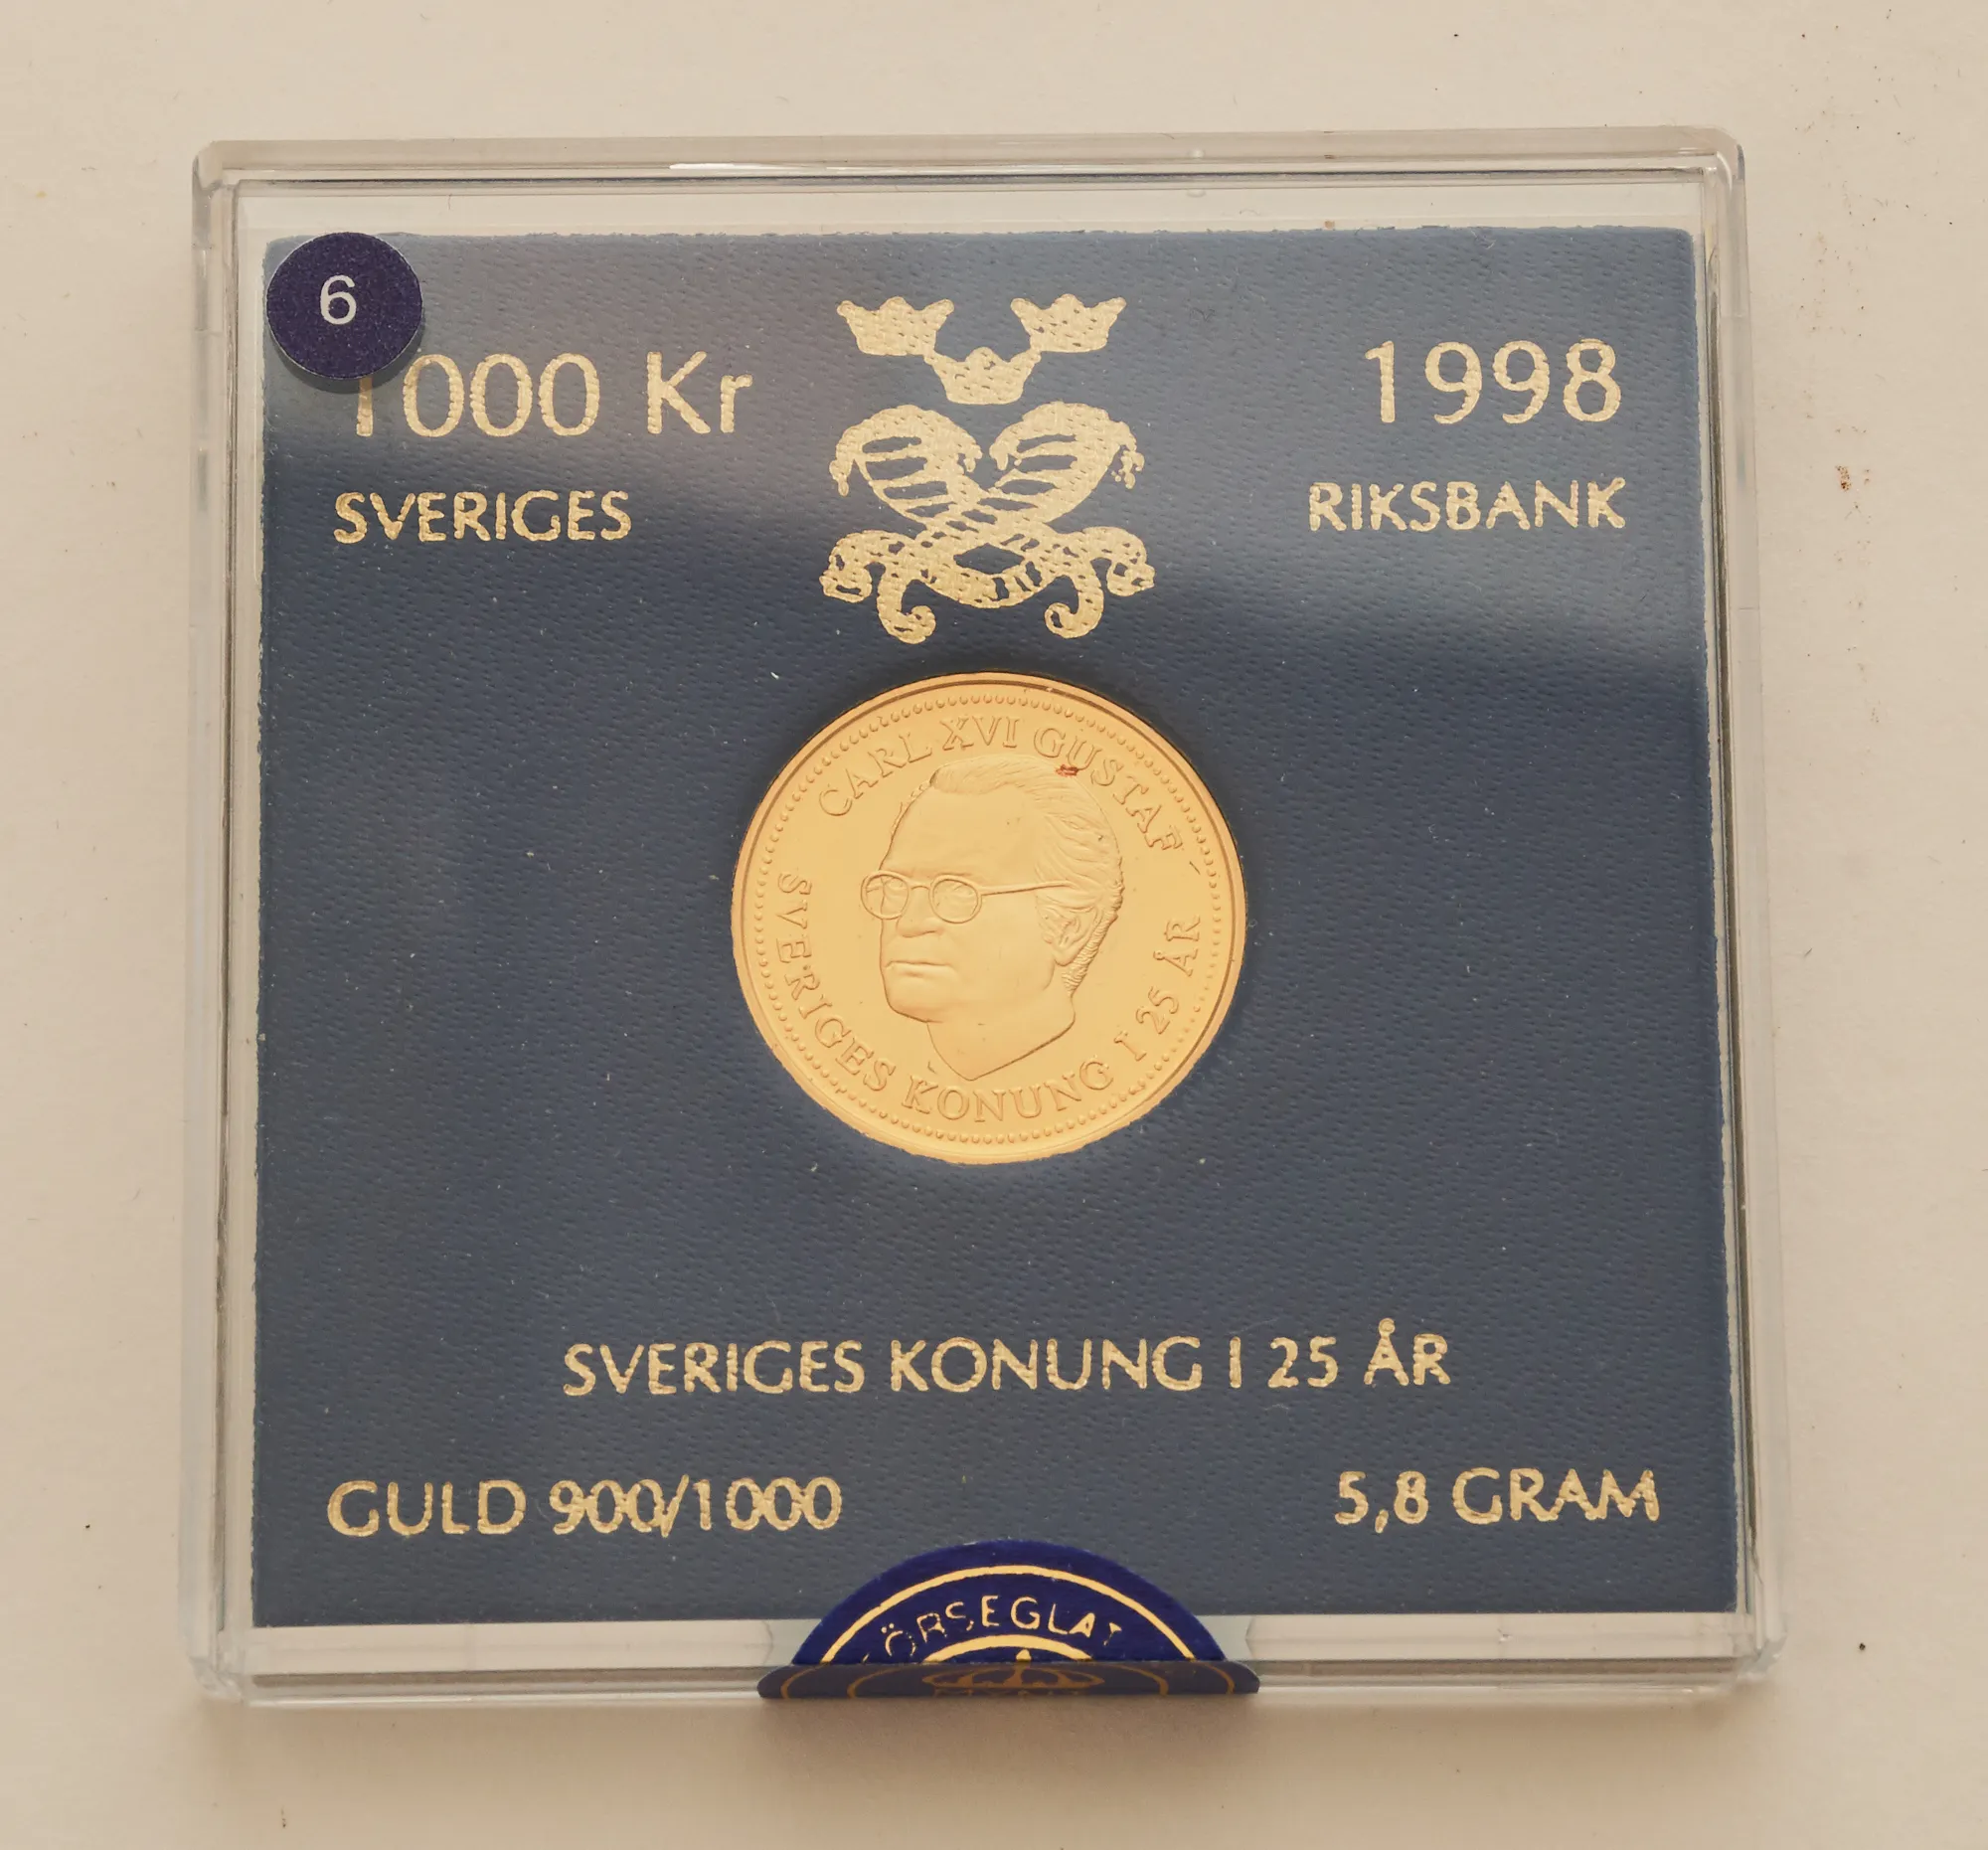 6
1000 Kr
1998
SVERIGES
RIKSBANK
CARL XVI GUSTAF
SVERIGES KONUNG I 25 ÅR
SVERIGES KONUNG I 25 ÅR
GULD 900/1000
5,8 GRAM
ÖRSEGLAT